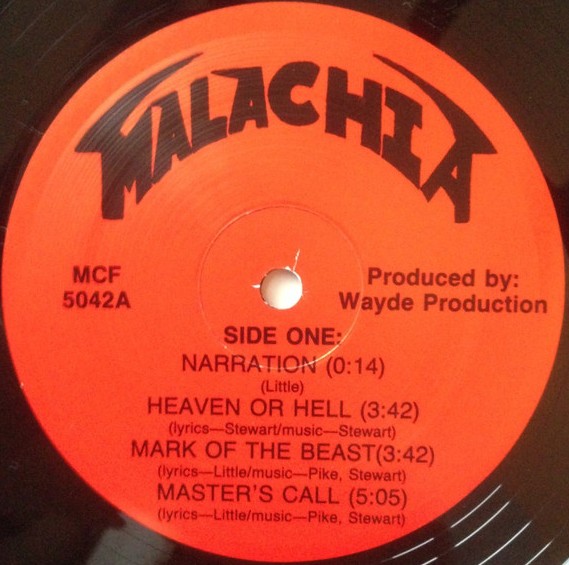 MALACHIA
MCF
5042A
Produced by:
Wayde Production
SIDE ONE:
NARRATION (0:14)
(Little)
HEAVEN OR HELL (3:42)
(lyrics—Stewart/music—Stewart)
MARK OF THE BEAST(3:42)
(lyrics—Little/music—Pike, Stewart)
MASTER'S CALL (5:05)
(lyrics—Little/music—Pike, Stewart)